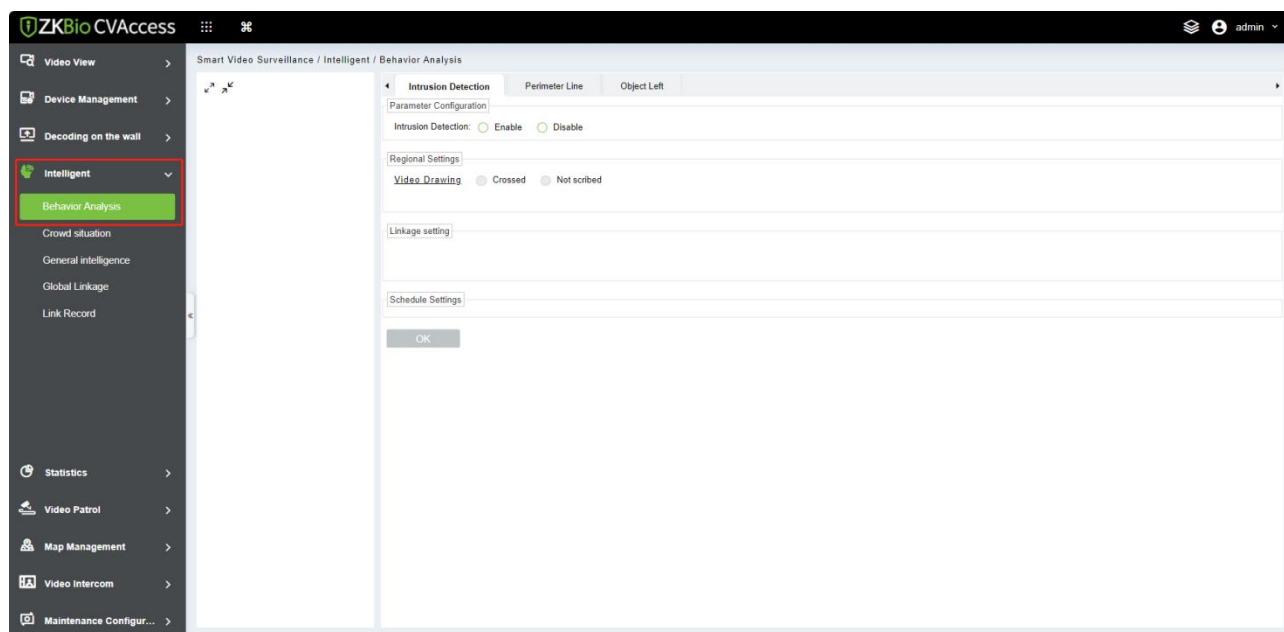 ZKBio CVAccess
admin
Video View
Device Management
Decoding on the wall
Intelligent
Behavior Analysis
Crowd situation
General intelligence
Global Linkage
Link Record
Statistics
Video Patrol
Map Management
Video Intercom
Maintenance Configur...
Smart Video Surveillance / Intelligent / Behavior Analysis
Intrusion Detection Perimeter Line Object Left
Parameter Configuration
Intrusion Detection: Enable Disable
Regional Settings
Video Drawing Crossed Not scribed
Linkage setting
Schedule Settings
OK